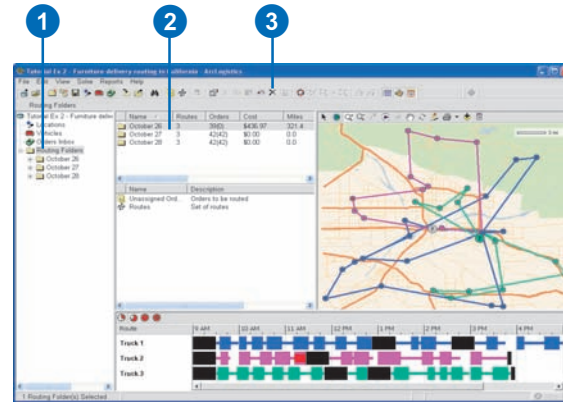 1 2 3
Tutorial Ex 2 - Furniture delivery routing in California - ArcLogistics
File Edit View Solve Reports Help
Routing Folders
Tutorial Ex 2 - Furniture deliv
Locations
Vehicles
Orders Inbox
Routing Folders
October 26
October 27
October 28
Name / Routes Orders Cost Miles
October 26 3 39(0) $436.97 321.4
October 27 3 42(42) $0.00 0.0
October 28 3 42(42) $0.00 0.0
Name Description
Unassigned Ord... Orders to be routed
Routes Set of routes
5 mi
Route 9 AM 10 AM 11 AM 12 PM 1 PM 2 PM 3 PM 4 PM
Truck 1
Truck 2
Truck 3
1 Routing Folder(s) Selected